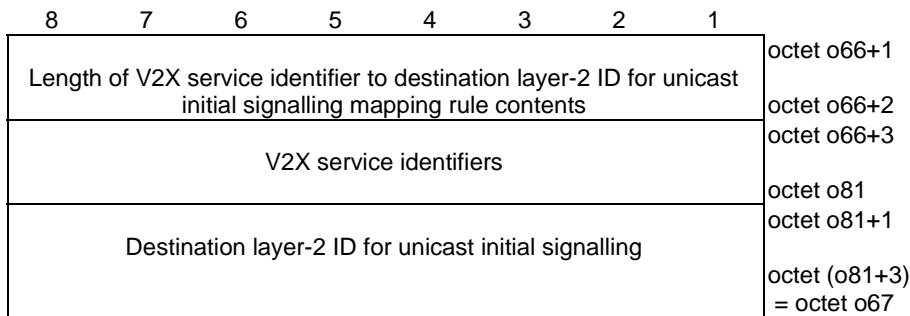 8 7 6 5 4 3 2 1
octet o66+1
Length of V2X service identifier to destination layer-2 ID for unicast
initial signalling mapping rule contents
octet o66+2
octet o66+3
V2X service identifiers
octet o81
octet o81+1
Destination layer-2 ID for unicast initial signalling
octet (o81+3)
= octet o67